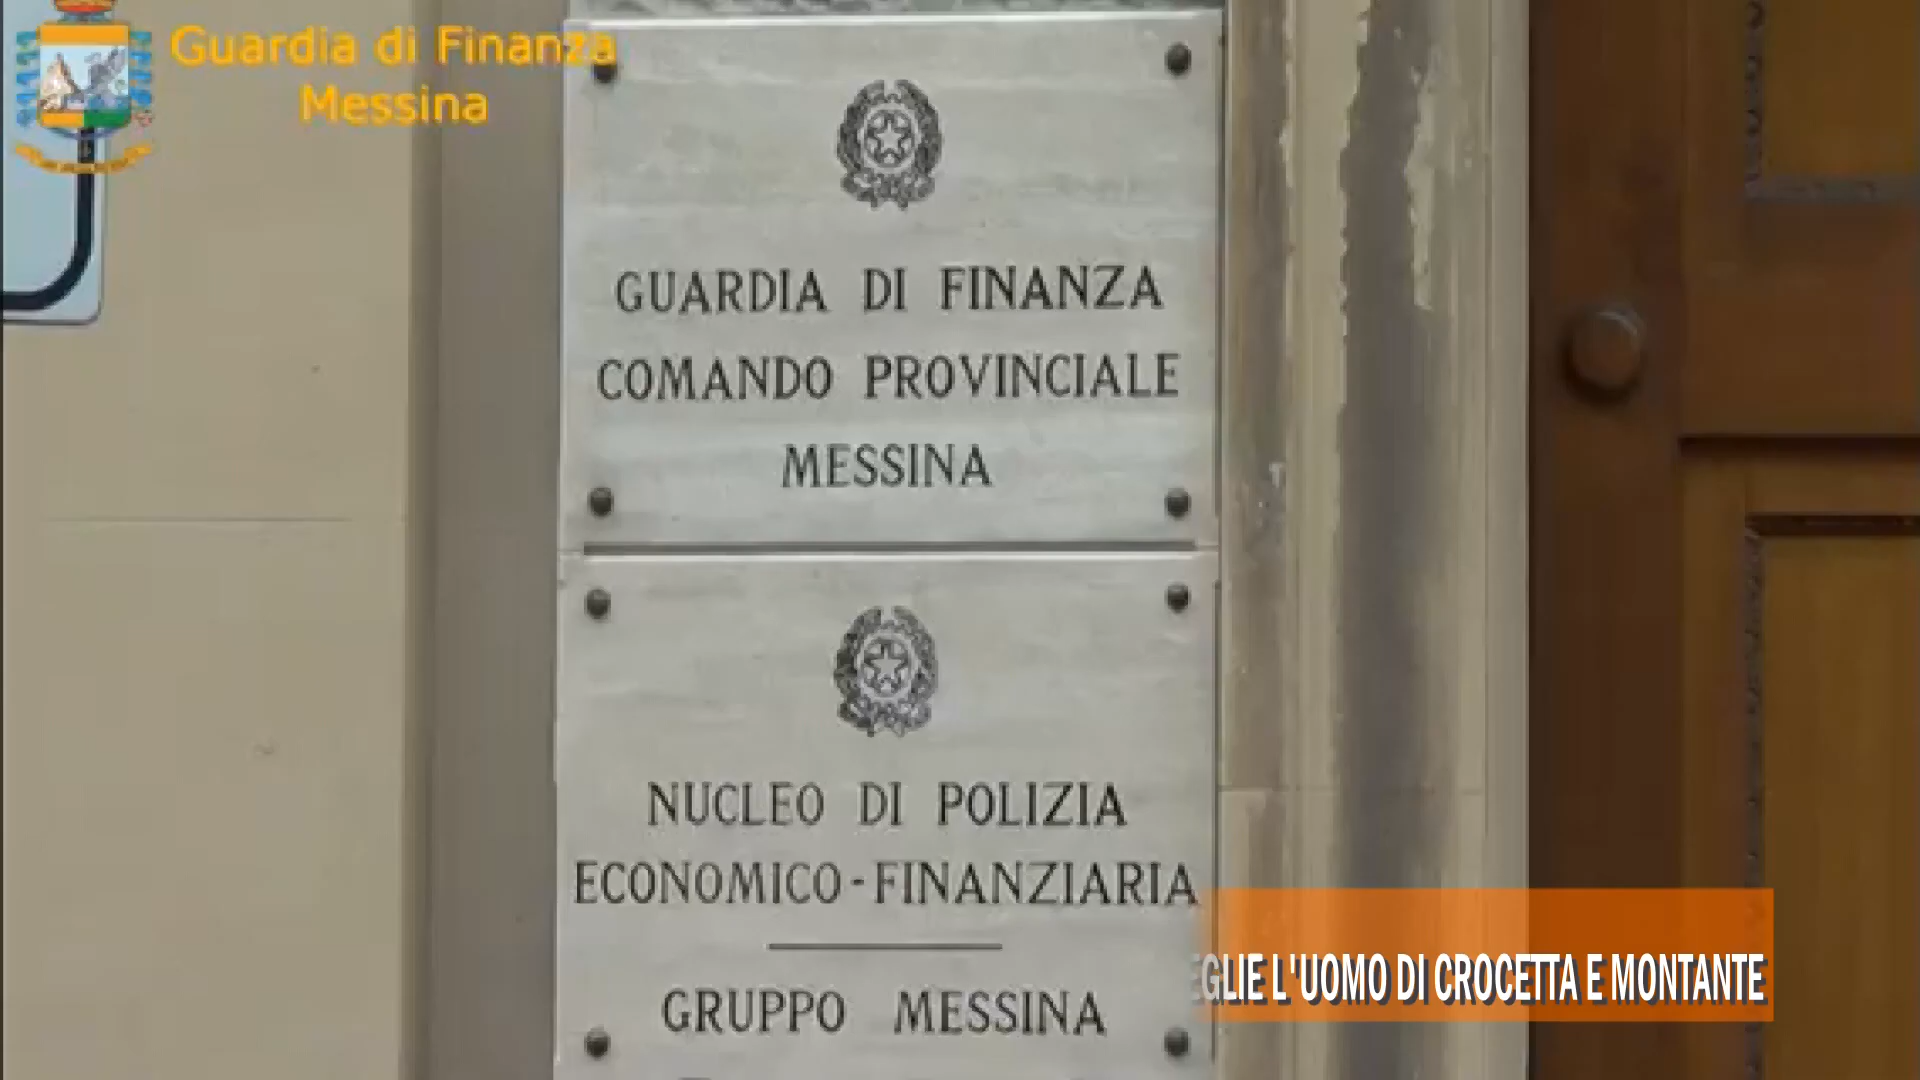 Guardia di Finanza
Messina
GUARDIA DI FINANZA
COMANDO PROVINCIALE
MESSINA
NUCLEO DI POLIZIA
ECONOMICO-FINANZIARIA
GRUPPO MESSINA
L'UOMO DI CROCETTA E MONTANTE